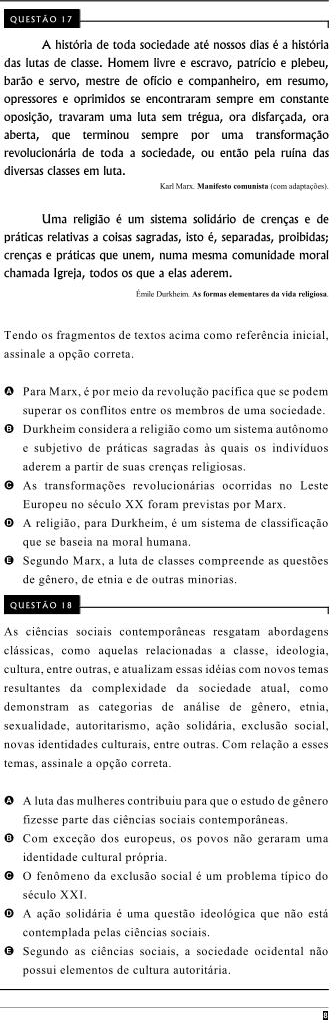 QUESTÃO 17
A história de toda sociedade até nossos dias é a história
das lutas de classe. Homem livre e escravo, patrício e plebeu,
barão e servo, mestre de ofício e companheiro, em resumo,
opressores e oprimidos se encontraram sempre em constante
oposição, travaram uma luta sem trégua, ora disfarçada, ora
aberta, que terminou sempre por uma transformação
revolucionária de toda a sociedade, ou então pela ruína das
diversas classes em luta.
Karl Marx. Manifesto comunista (com adaptações).
Uma religião é um sistema solidário de crenças e de
práticas relativas a coisas sagradas, isto é, separadas, proibidas;
crenças e práticas que unem, numa mesma comunidade moral
chamada Igreja, todos os que a elas aderem.
Émile Durkheim. As formas elementares da vida religiosa.
Tendo os fragmentos de textos acima como referência inicial,
assinale a opção correta.
A Para Marx, é por meio da revolução pacífica que se podem
superar os conflitos entre os membros de uma sociedade.
B Durkheim considera a religião como um sistema autônomo
e subjetivo de práticas sagradas às quais os indivíduos
aderem a partir de suas crenças religiosas.
C As transformações revolucionárias ocorridas no Leste
Europeu no século XX foram previstas por Marx.
D A religião, para Durkheim, é um sistema de classificação
que se baseia na moral humana.
E Segundo Marx, a luta de classes compreende as questões
de gênero, de etnia e de outras minorias.
QUESTÃO 18
As ciências sociais contemporâneas resgatam abordagens
clássicas, como aquelas relacionadas a classe, ideologia,
cultura, entre outras, e atualizam essas idéias com novos temas
resultantes da complexidade da sociedade atual, como
demonstram as categorias de análise de gênero, etnia,
sexualidade, autoritarismo, ação solidária, exclusão social,
novas identidades culturais, entre outras. Com relação a esses
temas, assinale a opção correta.
A A luta das mulheres contribuiu para que o estudo de gênero
fizesse parte das ciências sociais contemporâneas.
B Com exceção dos europeus, os povos não geraram uma
identidade cultural própria.
C O fenômeno da exclusão social é um problema típico do
século XXI.
D A ação solidária é uma questão ideológica que não está
contemplada pelas ciências sociais.
E Segundo as ciências sociais, a sociedade ocidental não
possui elementos de cultura autoritária.
8